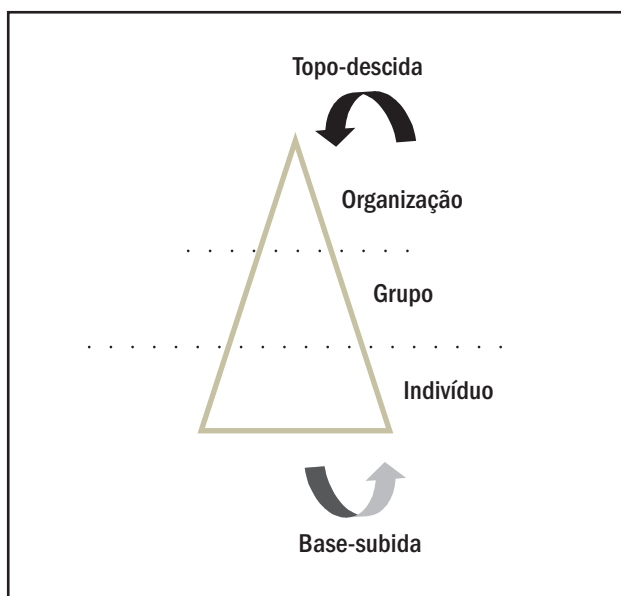 Topo-descida
Organização
Grupo
Indivíduo
Base-subida